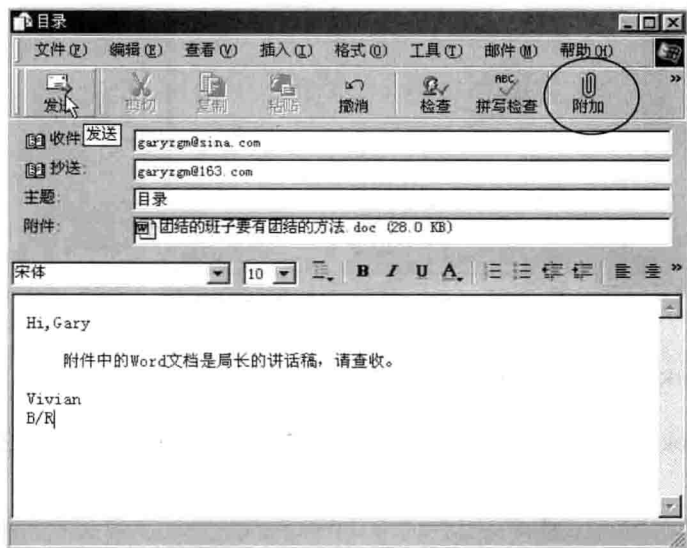 目录
文件(F) 编辑(E) 查看(V) 插入(I) 格式(O) 工具(T) 邮件(M) 帮助(H)
发送 剪切 复制 粘贴 撤消 检查 拼写检查 附加 »
ABC
收件 发送 garyzgm@sina.com
抄送: garyzgm@163.com
主题: 目录
附件: 团结的班子要有团结的方法.doc (28.0 KB)
宋体 10 B I U A »
Hi,Gary
附件中的Word文档是局长的讲话稿，请查收。
Vivian
B/R